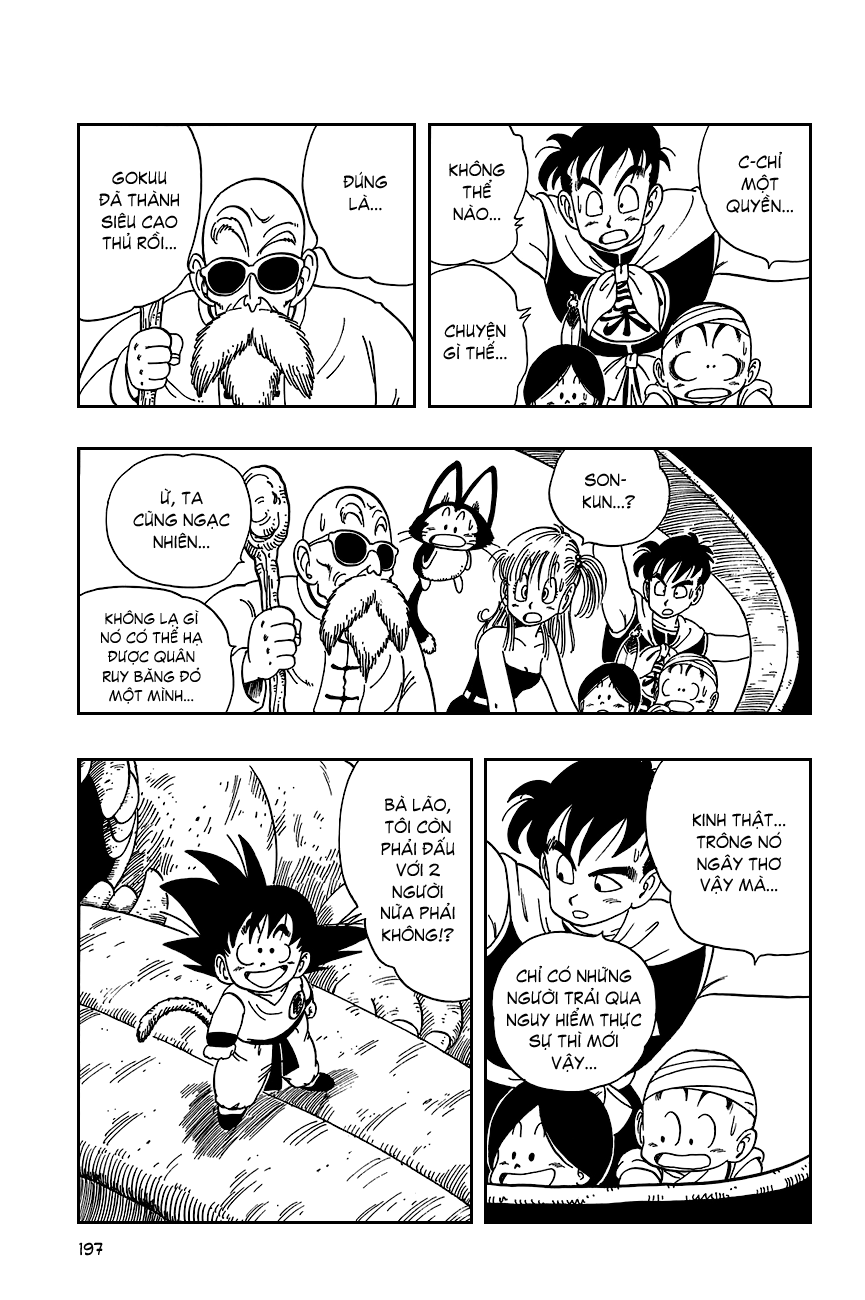 C-CHỈ
MỘT
QUYỀN...
KHÔNG
THỂ
NÀO...
CHUYỆN
GÌ THẾ...
ĐÚNG
LÀ...
GOKUU
ĐÃ THÀNH
SIÊU CAO
THỦ RỒI...
SON-
KUN...?
Ừ, TA
CŨNG NGẠC
NHIÊN...
KHÔNG LẠ GÌ
NÓ CÓ THỂ HẠ
ĐƯỢC QUÂN
RUY BĂNG ĐỎ
MỘT MÌNH...
KINH THẬT...
TRÔNG NÓ
NGÂY THƠ
VẬY MÀ...
CHỈ CÓ NHỮNG
NGƯỜI TRẢI QUA
NGUY HIỂM THỰC
SỰ THÌ MỚI
VẬY...
BÀ LÃO,
TÔI CÒN
PHẢI ĐẤU
VỚI 2
NGƯỜI
NỮA PHẢI
KHÔNG!?
197